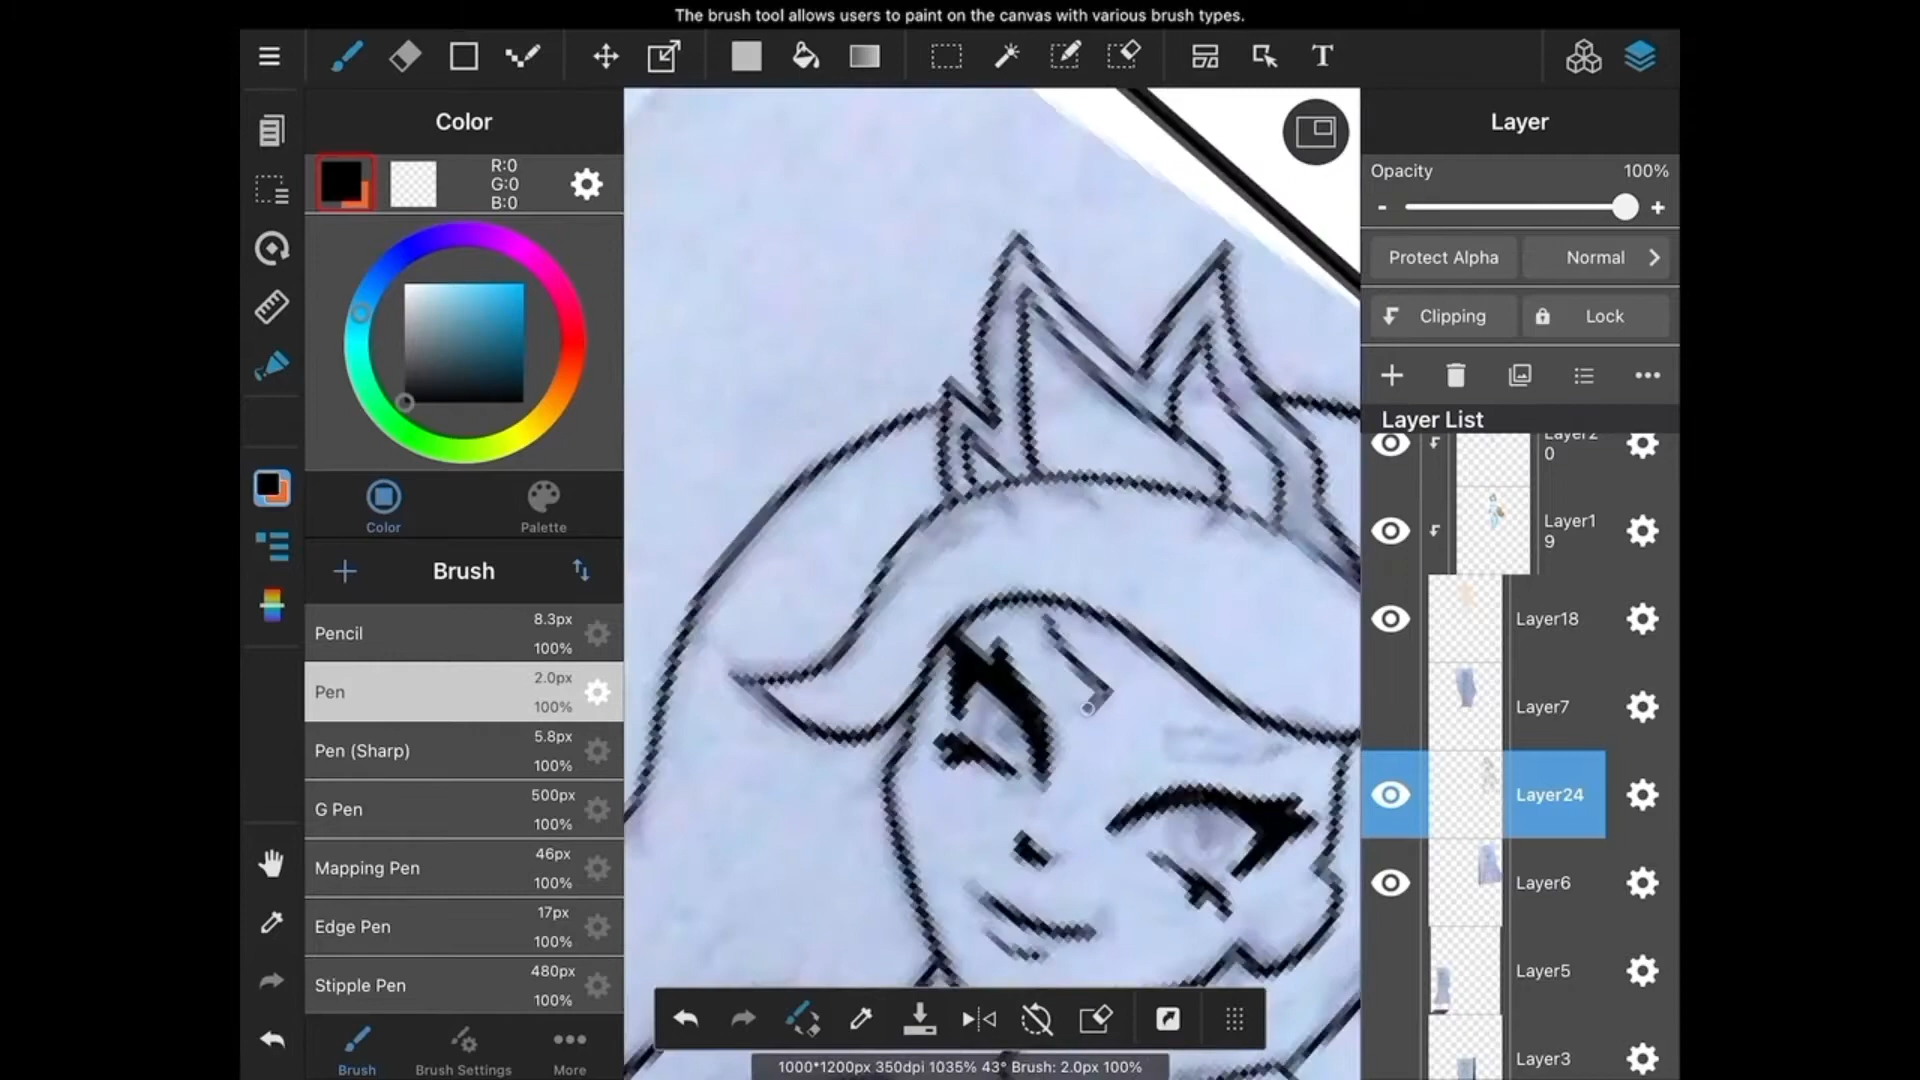 The brush tool allows users to paint on the canvas with various brush types.
T
Color
R:0
G:0
B:0
Color
Palette
Brush
Pencil
8.3px
100%
Pen
2.0px
100%
Pen (Sharp)
5.8px
100%
G Pen
500px
100%
Mapping Pen
46px
100%
Edge Pen
17px
100%
Stipple Pen
480px
100%
Brush
Brush Settings
More
1000*1200px 350dpi 1035% 43° Brush: 2.0px 100%
Layer
Opacity 100%
- +
Protect Alpha
Normal
Clipping
Lock
Layer List
Layer2
0
Layer1
9
Layer18
Layer7
Layer24
Layer6
Layer5
Layer3